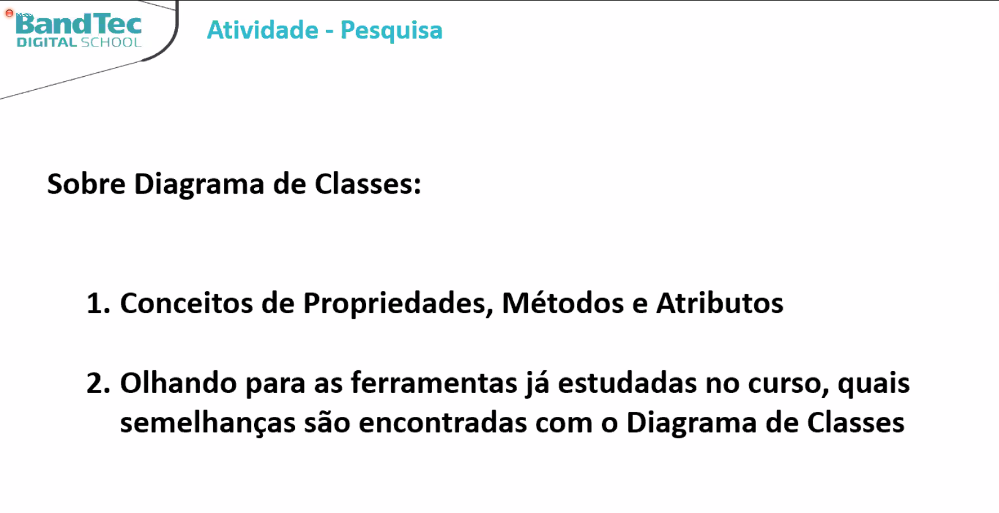 BandTec
DIGITAL SCHOOL
Atividade - Pesquisa
Sobre Diagrama de Classes:
1. Conceitos de Propriedades, Métodos e Atributos
2. Olhando para as ferramentas já estudadas no curso, quais
semelhanças são encontradas com o Diagrama de Classes